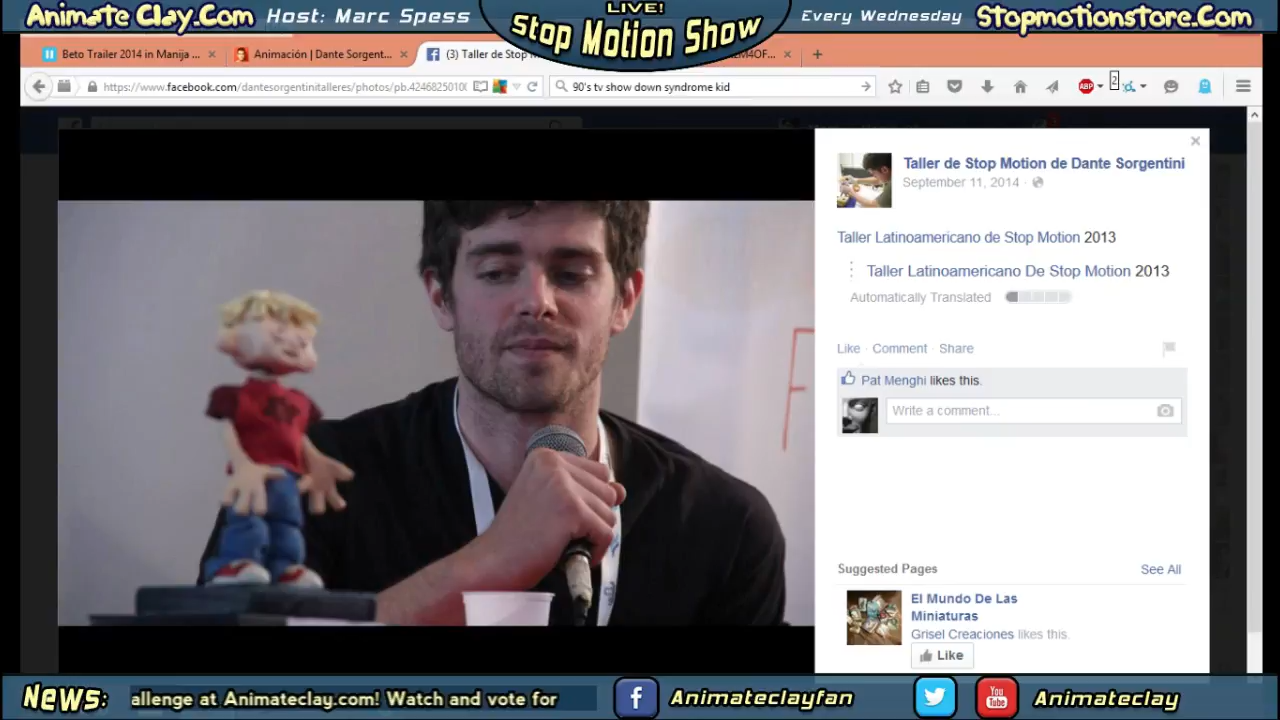 Animate Clay.Com
Host: Marc Spess
LIVE!
Stop Motion Show
Every Wednesday
Stopmotionstore.Com
Beto Trailer 2014 in Manija ...
Animación | Dante Sorgent...
(3) Taller de Stop M
M4OF...
https://www.facebook.com/dantesorgentinitalleres/photos/pb.4246825010
90's tv show down syndrome kid
ABP
2
Taller de Stop Motion de Dante Sorgentini
September 11, 2014
Taller Latinoamericano de Stop Motion 2013
Taller Latinoamericano De Stop Motion 2013
Automatically Translated
Like · Comment · Share
Pat Menghi likes this.
Write a comment...
Suggested Pages
See All
El Mundo De Las
Miniaturas
Grisel Creaciones likes this.
Like
News:
allenge at Animateclay.com! Watch and vote for
Animateclayfan
You
Tube
Animateclay